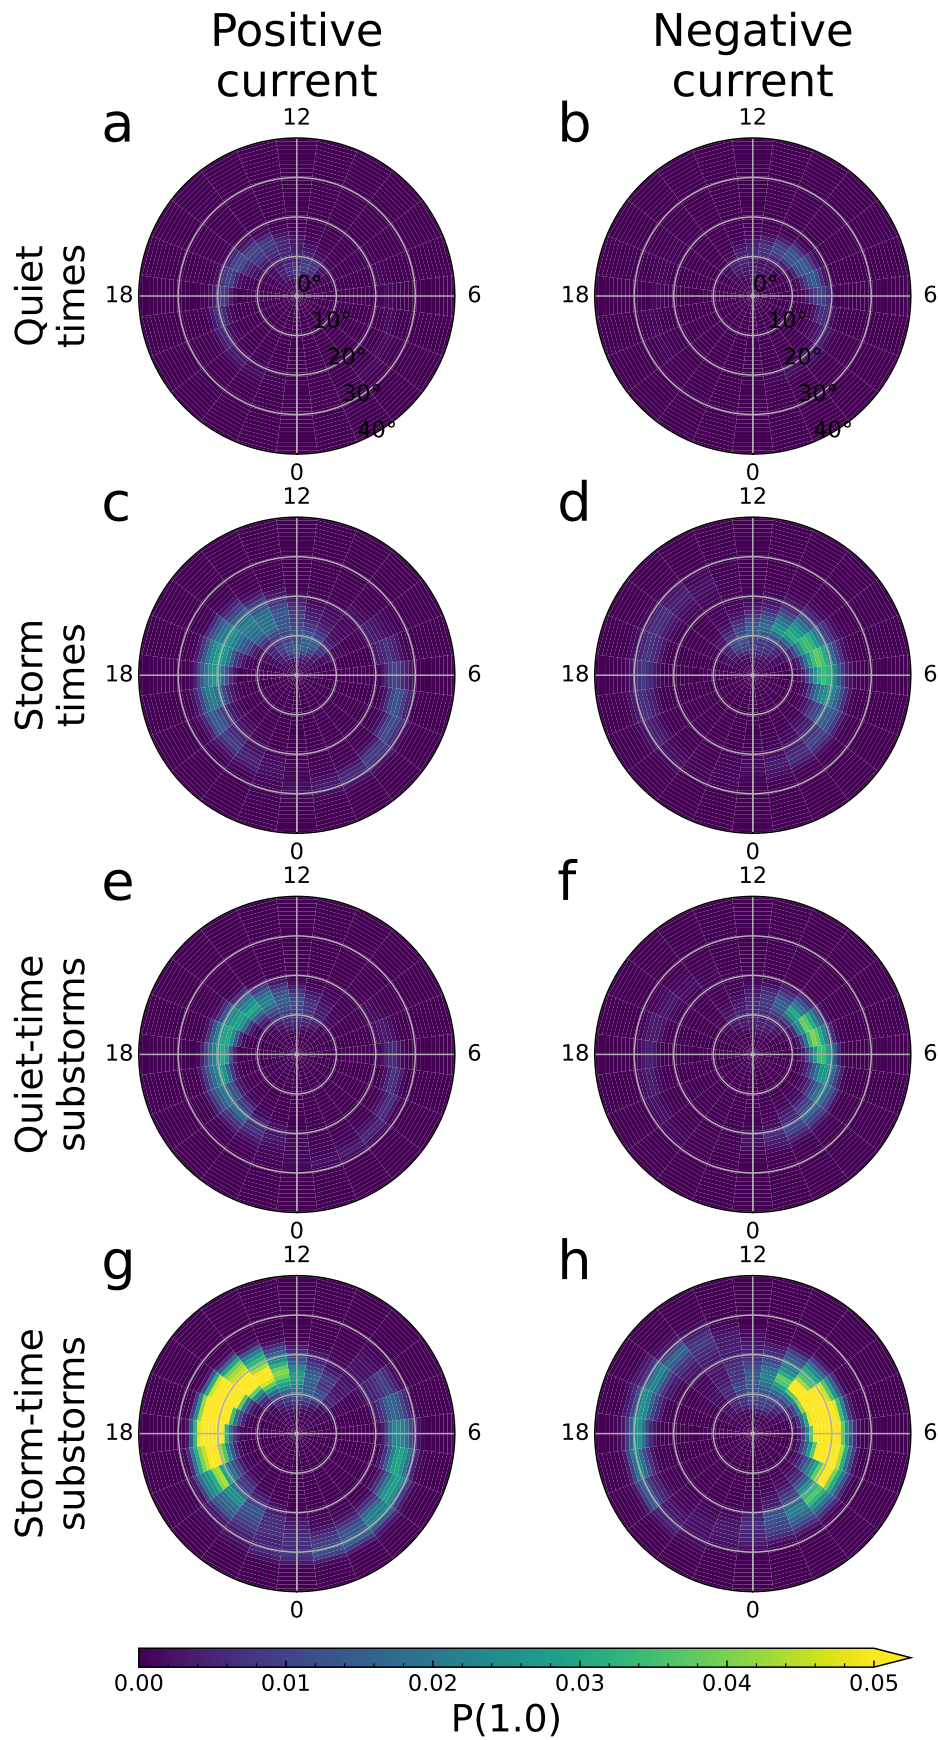 Positive
current
Negative
current
a
b
12
12
Quiet
times
18
0°
10°
20°
30°
40°
6
18
0°
10°
20°
30°
40°
6
0
0
c
d
12
12
Storm
times
18
6
18
6
0
0
e
f
12
12
Quiet-time
substorms
18
6
18
6
0
0
g
h
12
12
Storm-time
substorms
18
6
18
6
0
0
0.00 0.01 0.02 0.03 0.04 0.05
P(1.0)